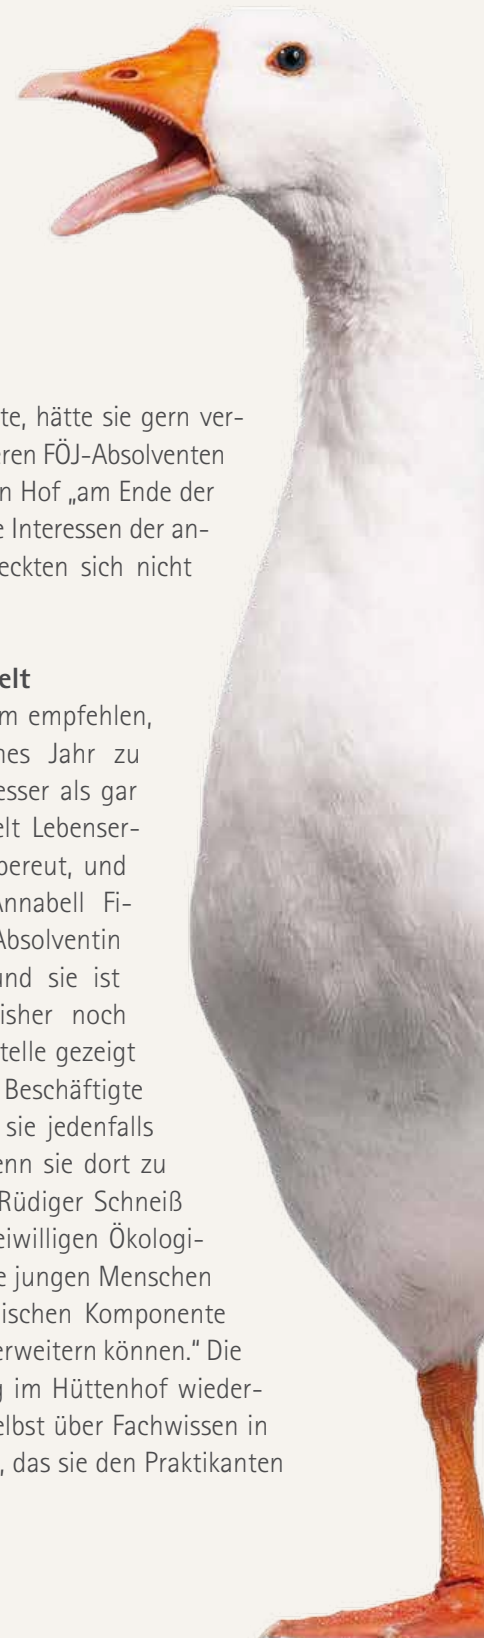 te, hätte sie gern ver-
ren FÖJ-Absolventen
n Hof „am Ende der
e Interessen der an-
eckten sich nicht
elt
m empfehlen,
nes Jahr zu
esser als gar
elt Lebenser-
bereut, und
Annabell Fi-
Absolventin
und sie ist
isher noch
telle gezeigt
Beschäftigte
sie jedenfalls
enn sie dort zu
Rüdiger Schneiß
eiwilligen Ökologi-
e jungen Menschen
ischen Komponente
erweitern können.“ Die
g im Hüttenhof wieder-
elbst über Fachwissen in
, das sie den Praktikanten